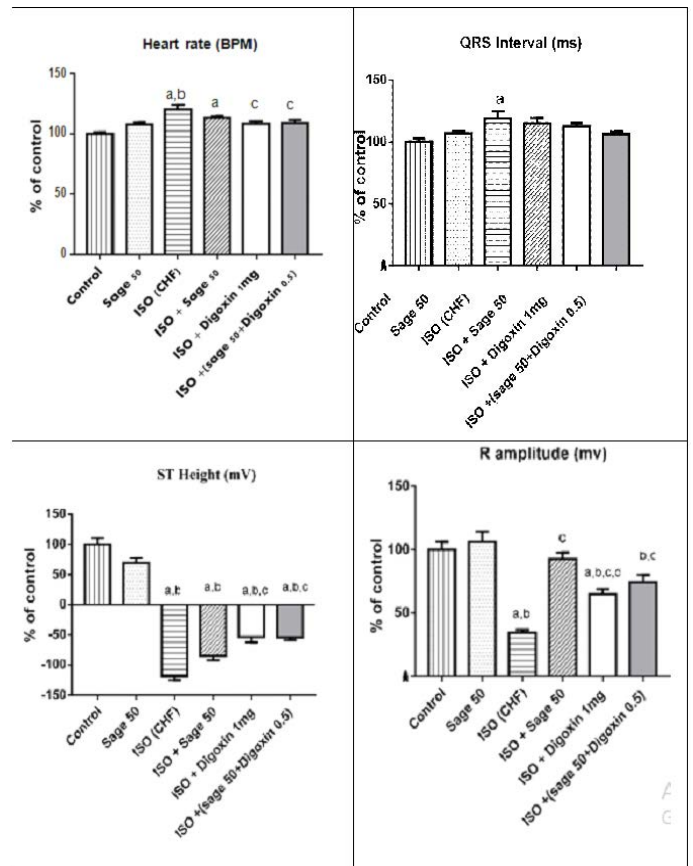 Heart rate (BPM)
% of control
150
100
50
0
a,b
a
c
c
Control
Sage 50
ISO (CHF)
ISO + Sage 50
ISO + Digoxin 1mg
ISO +(sage 50+Digoxin 0.5)
QRS Interval (ms)
% of control
150
100
50
a
Control
Sage 50
ISO (CHF)
ISO + Sage 50
ISO + Digoxin 1mg
ISO +(sage 50+Digoxin 0.5)
ST Height (mV)
% of control
150
100
50
0
-50
-100
-150
a,b
a,b
a,b,c
a,b,c
Control
Sage 50
ISO (CHF)
ISO + Sage 50
ISO + Digoxin 1mg
ISO +(sage 50+Digoxin 0.5)
R amplitude (mv)
% of control
150
100
50
a,b
c
a,b,c,c
b,c
Control
Sage 50
ISO (CHF)
ISO + Sage 50
ISO + Digoxin 1mg
ISO +(sage 50+Digoxin 0.5)